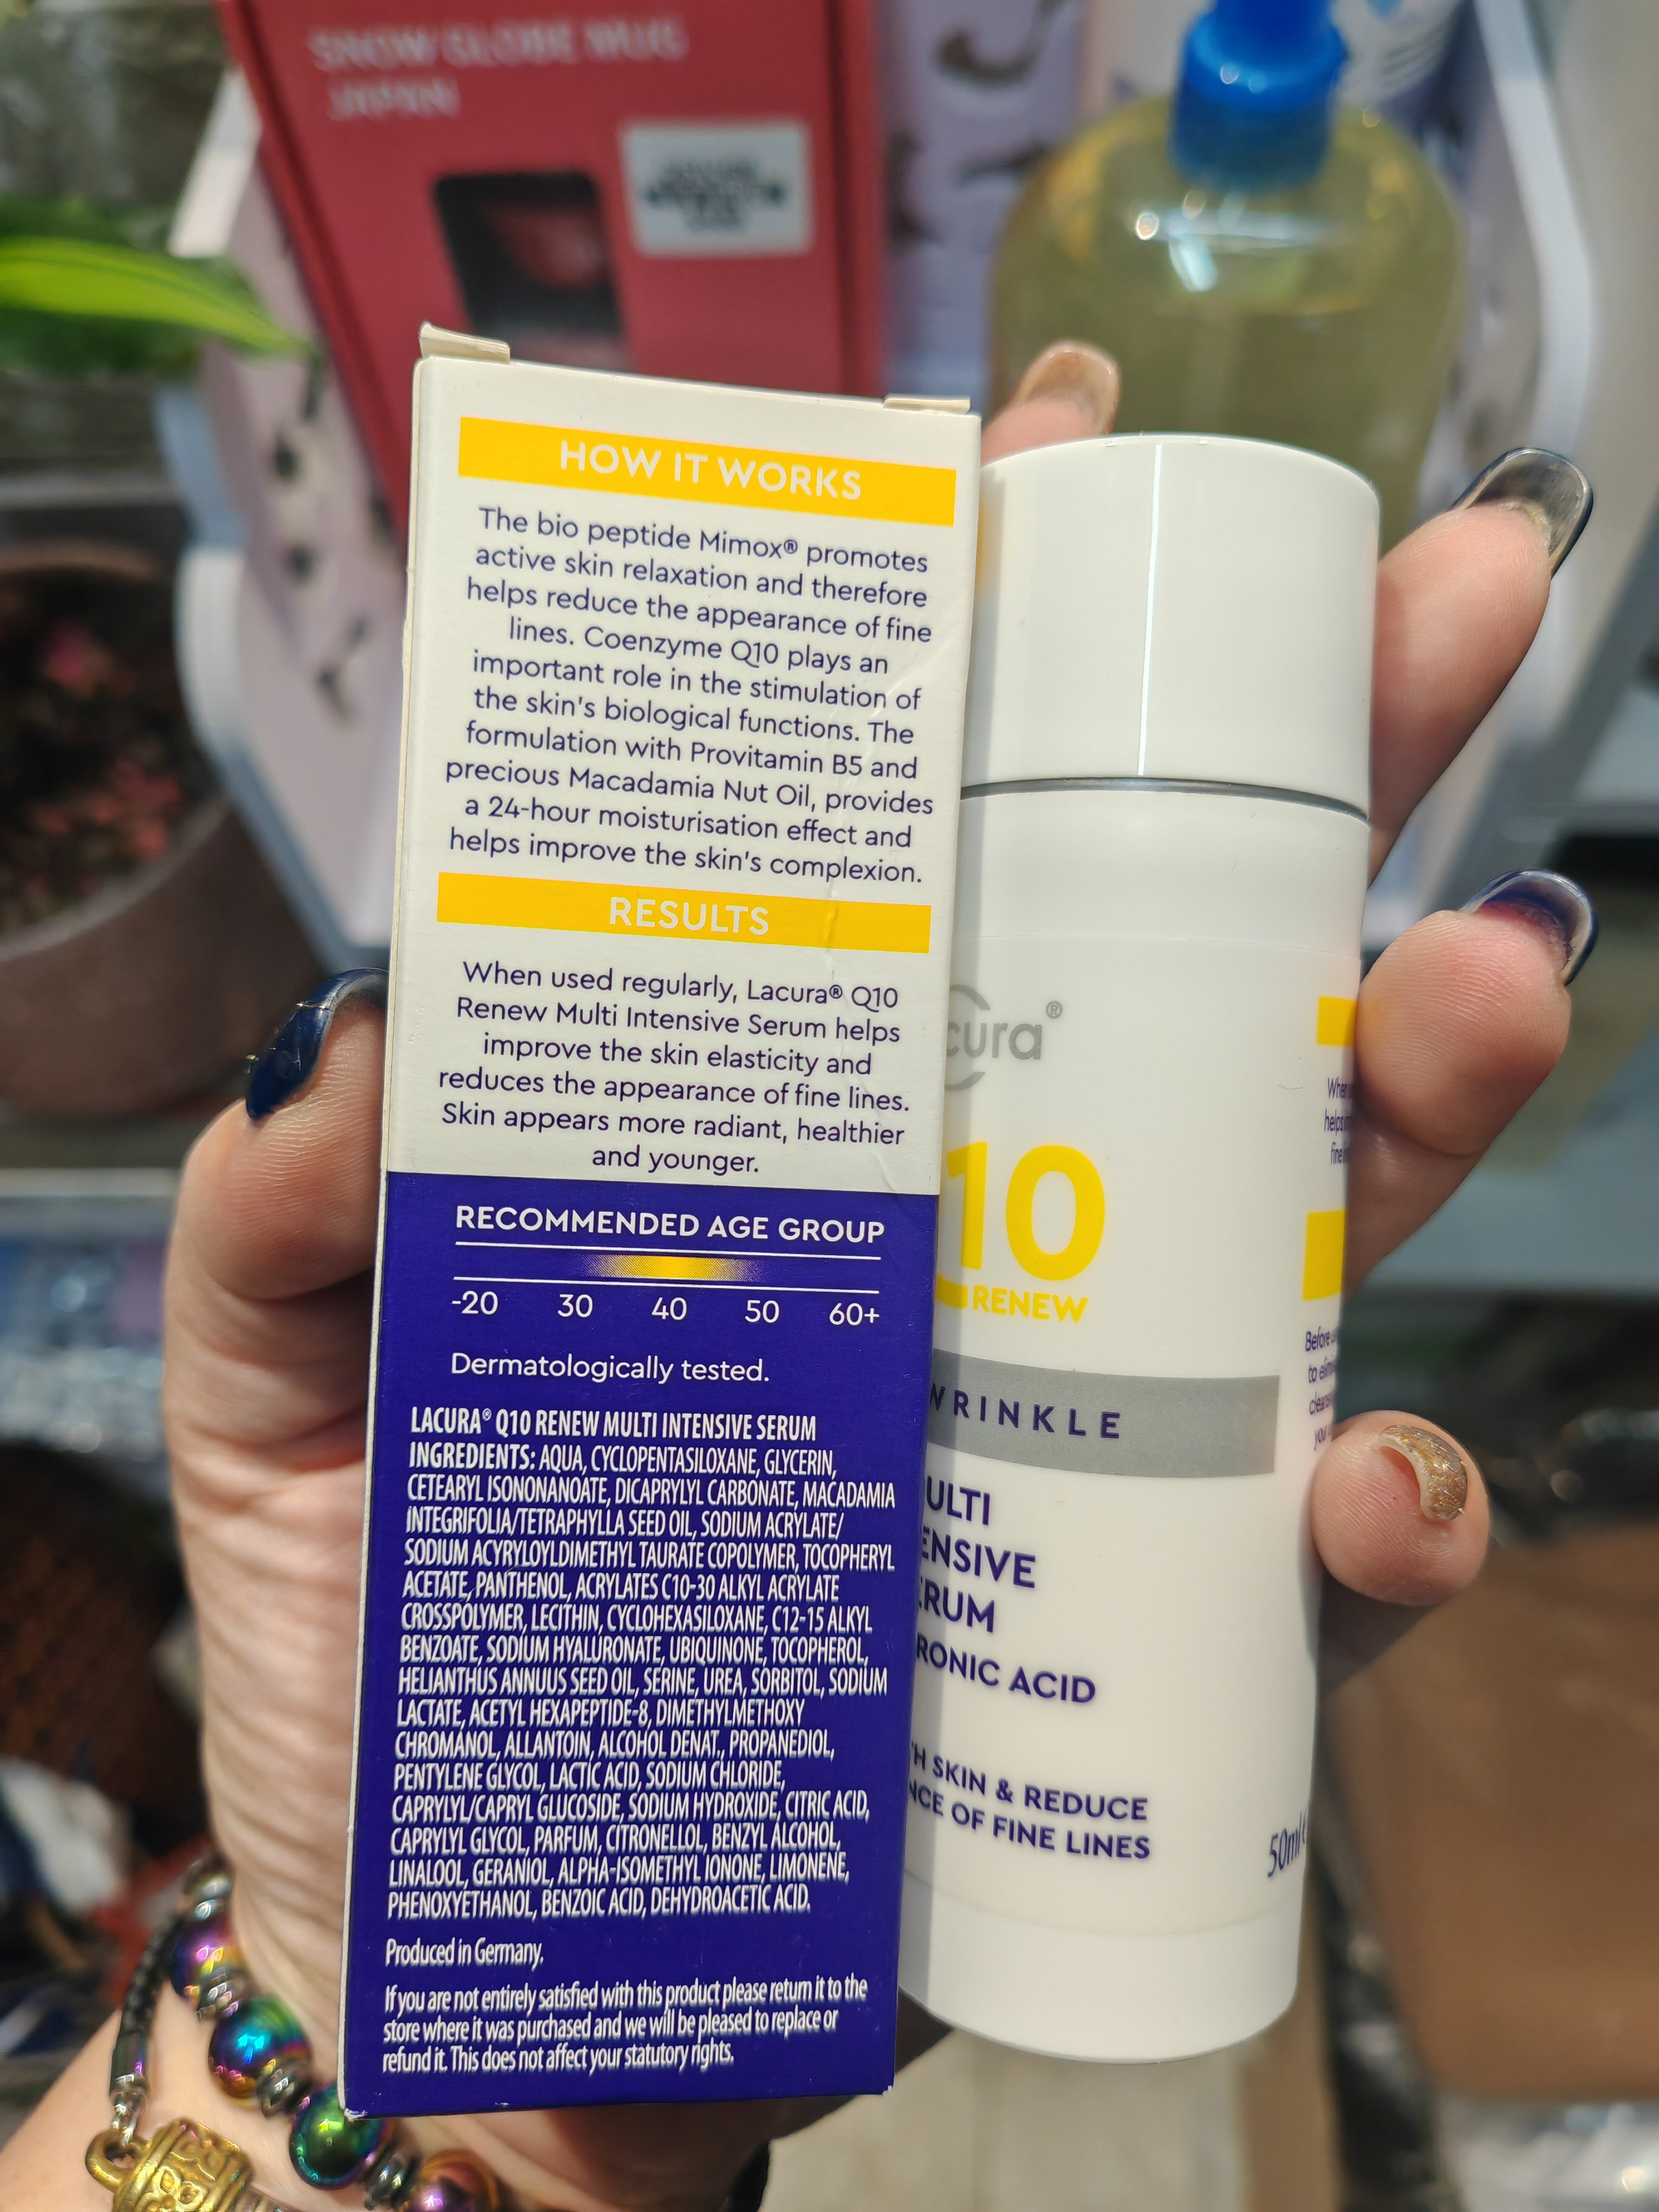 SNOW GLOBE MUG
JAPAN
HOW IT WORKS
The bio peptide Mimox® promotes
active skin relaxation and therefore
helps reduce the appearance of fine
lines. Coenzyme Q10 plays an
important role in the stimulation of
the skin's biological functions. The
formulation with Provitamin B5 and
precious Macadamia Nut Oil, provides
a 24-hour moisturisation effect and
helps improve the skin's complexion.
RESULTS
When used regularly, Lacura® Q10
Renew Multi Intensive Serum helps
improve the skin elasticity and
reduces the appearance of fine lines.
Skin appears more radiant, healthier
and younger.
RECOMMENDED AGE GROUP
-20 30 40 50 60+
Dermatologically tested.
LACURA® Q10 RENEW MULTI INTENSIVE SERUM
INGREDIENTS: AQUA, CYCLOPENTASILOXANE, GLYCERIN,
CETEARYL ISONONANOATE, DICAPRYLYL CARBONATE, MACADAMIA
INTEGRIFOLIA/TETRAPHYLLA SEED OIL, SODIUM ACRYLATE/
SODIUM ACYRYLOYLDIMETHYL TAURATE COPOLYMER, TOCOPHERYL
ACETATE, PANTHENOL, ACRYLATES C10-30 ALKYL ACRYLATE
CROSSPOLYMER, LECITHIN, CYCLOHEXASILOXANE, C12-15 ALKYL
BENZOATE, SODIUM HYALURONATE, UBIQUINONE, TOCOPHEROL,
HELIANTHUS ANNUUS SEED OIL, SERINE, UREA, SORBITOL, SODIUM
LACTATE, ACETYL HEXAPEPTIDE-8, DIMETHYLMETHOXY
CHROMANOL, ALLANTOIN, ALCOHOL DENAT., PROPANEDIOL,
PENTYLENE GLYCOL, LACTIC ACID, SODIUM CHLORIDE,
CAPRYLYL/CAPRYL GLUCOSIDE, SODIUM HYDROXIDE, CITRIC ACID,
CAPRYLYL GLYCOL, PARFUM, CITRONELLOL, BENZYL ALCOHOL,
LINALOOL, GERANIOL, ALPHA-ISOMETHYL IONONE, LIMONENE,
PHENOXYETHANOL, BENZOIC ACID, DEHYDROACETIC ACID.
Produced in Germany.
If you are not entirely satisfied with this product please return it to the
store where it was purchased and we will be pleased to replace or
refund it. This does not affect your statutory rights.
cura®
10
RENEW
WRINKLE
ULTI
ENSIVE
RUM
RONIC ACID
H SKIN & REDUCE
NCE OF FINE LINES
50ml